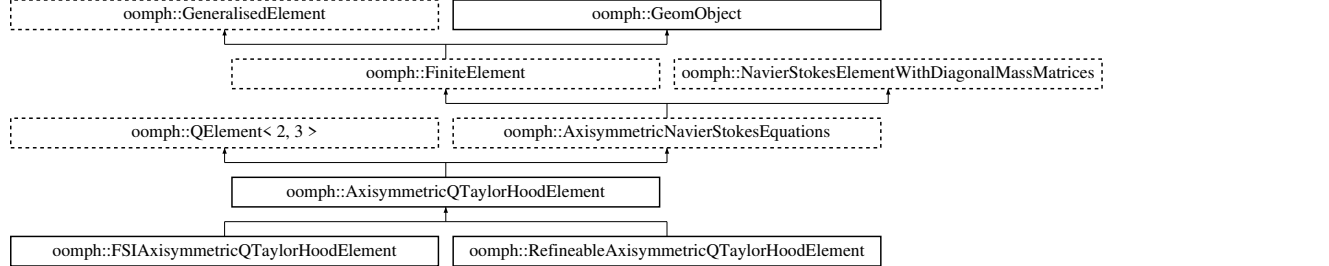 oomph::GeneralisedElement
oomph::GeomObject
oomph::FiniteElement
oomph::NavierStokesElementWithDiagonalMassMatrices
oomph::QElement< 2, 3 >
oomph::AxisymmetricNavierStokesEquations
oomph::AxisymmetricQTaylorHoodElement
oomph::FSIAxisymmetricQTaylorHoodElement
oomph::RefineableAxisymmetricQTaylorHoodElement